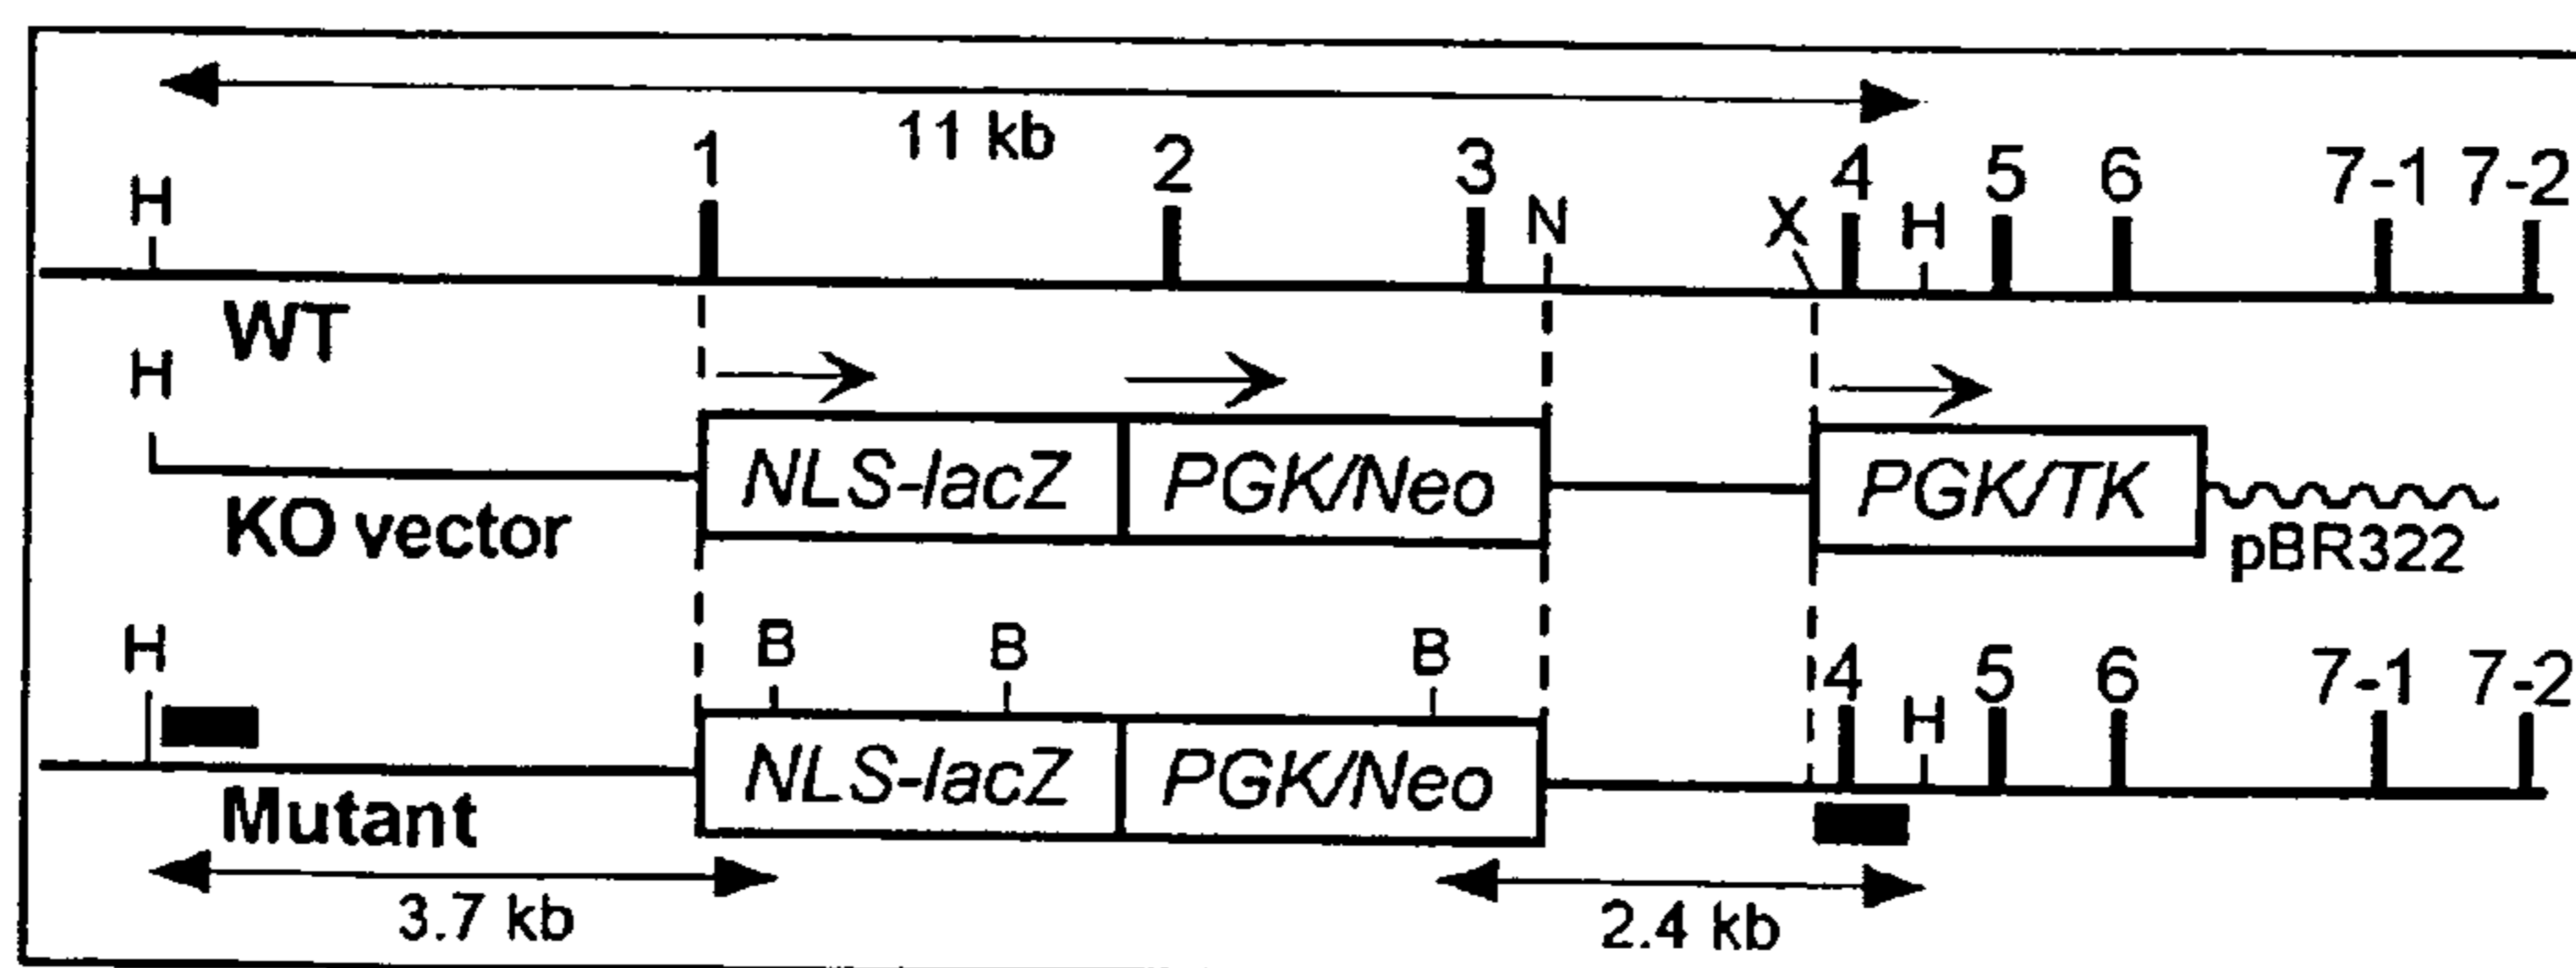 11 kb
H 1 2 3 N X 4 H 5 6 7-1 7-2
WT
H
NLS-lacZ PGK/Neo PGK/TK
KO vector
pBR322
H B B B 4 H 5 6 7-1 7-2
NLS-lacZ PGK/Neo
Mutant
3.7 kb 2.4 kb